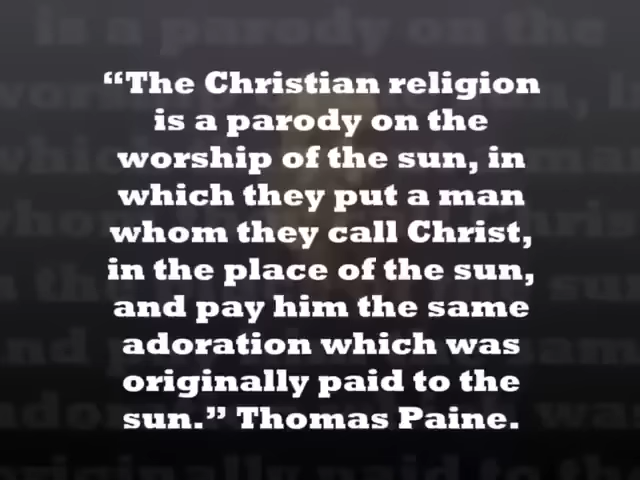 “The Christian religion
is a parody on the
worship of the sun, in
which they put a man
whom they call Christ,
in the place of the sun,
and pay him the same
adoration which was
originally paid to the
sun.” Thomas Paine.